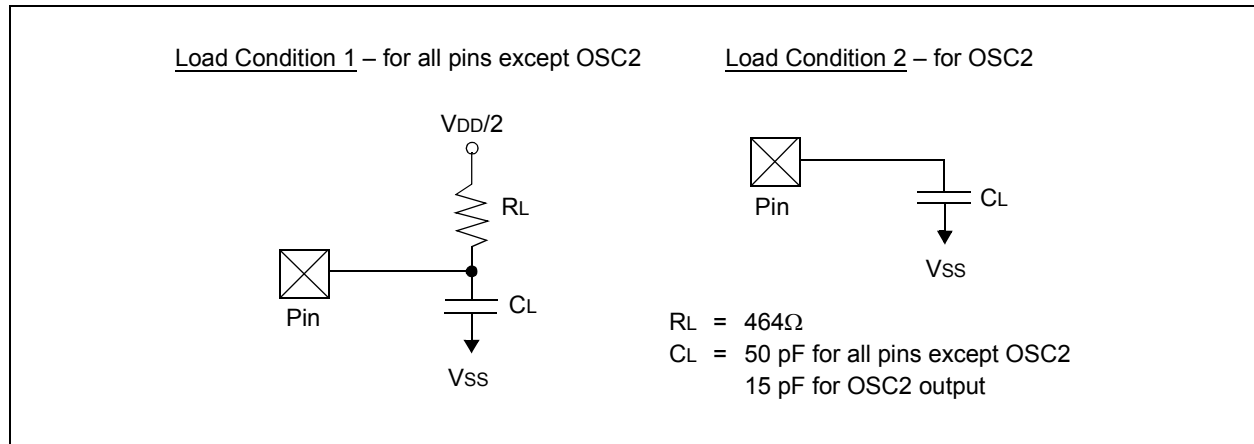 Load Condition 1 – for all pins except OSC2
VDD/2
RL
Pin
CL
VSS
Load Condition 2 – for OSC2
Pin
CL
VSS
RL = 464Ω
CL = 50 pF for all pins except OSC2
15 pF for OSC2 output